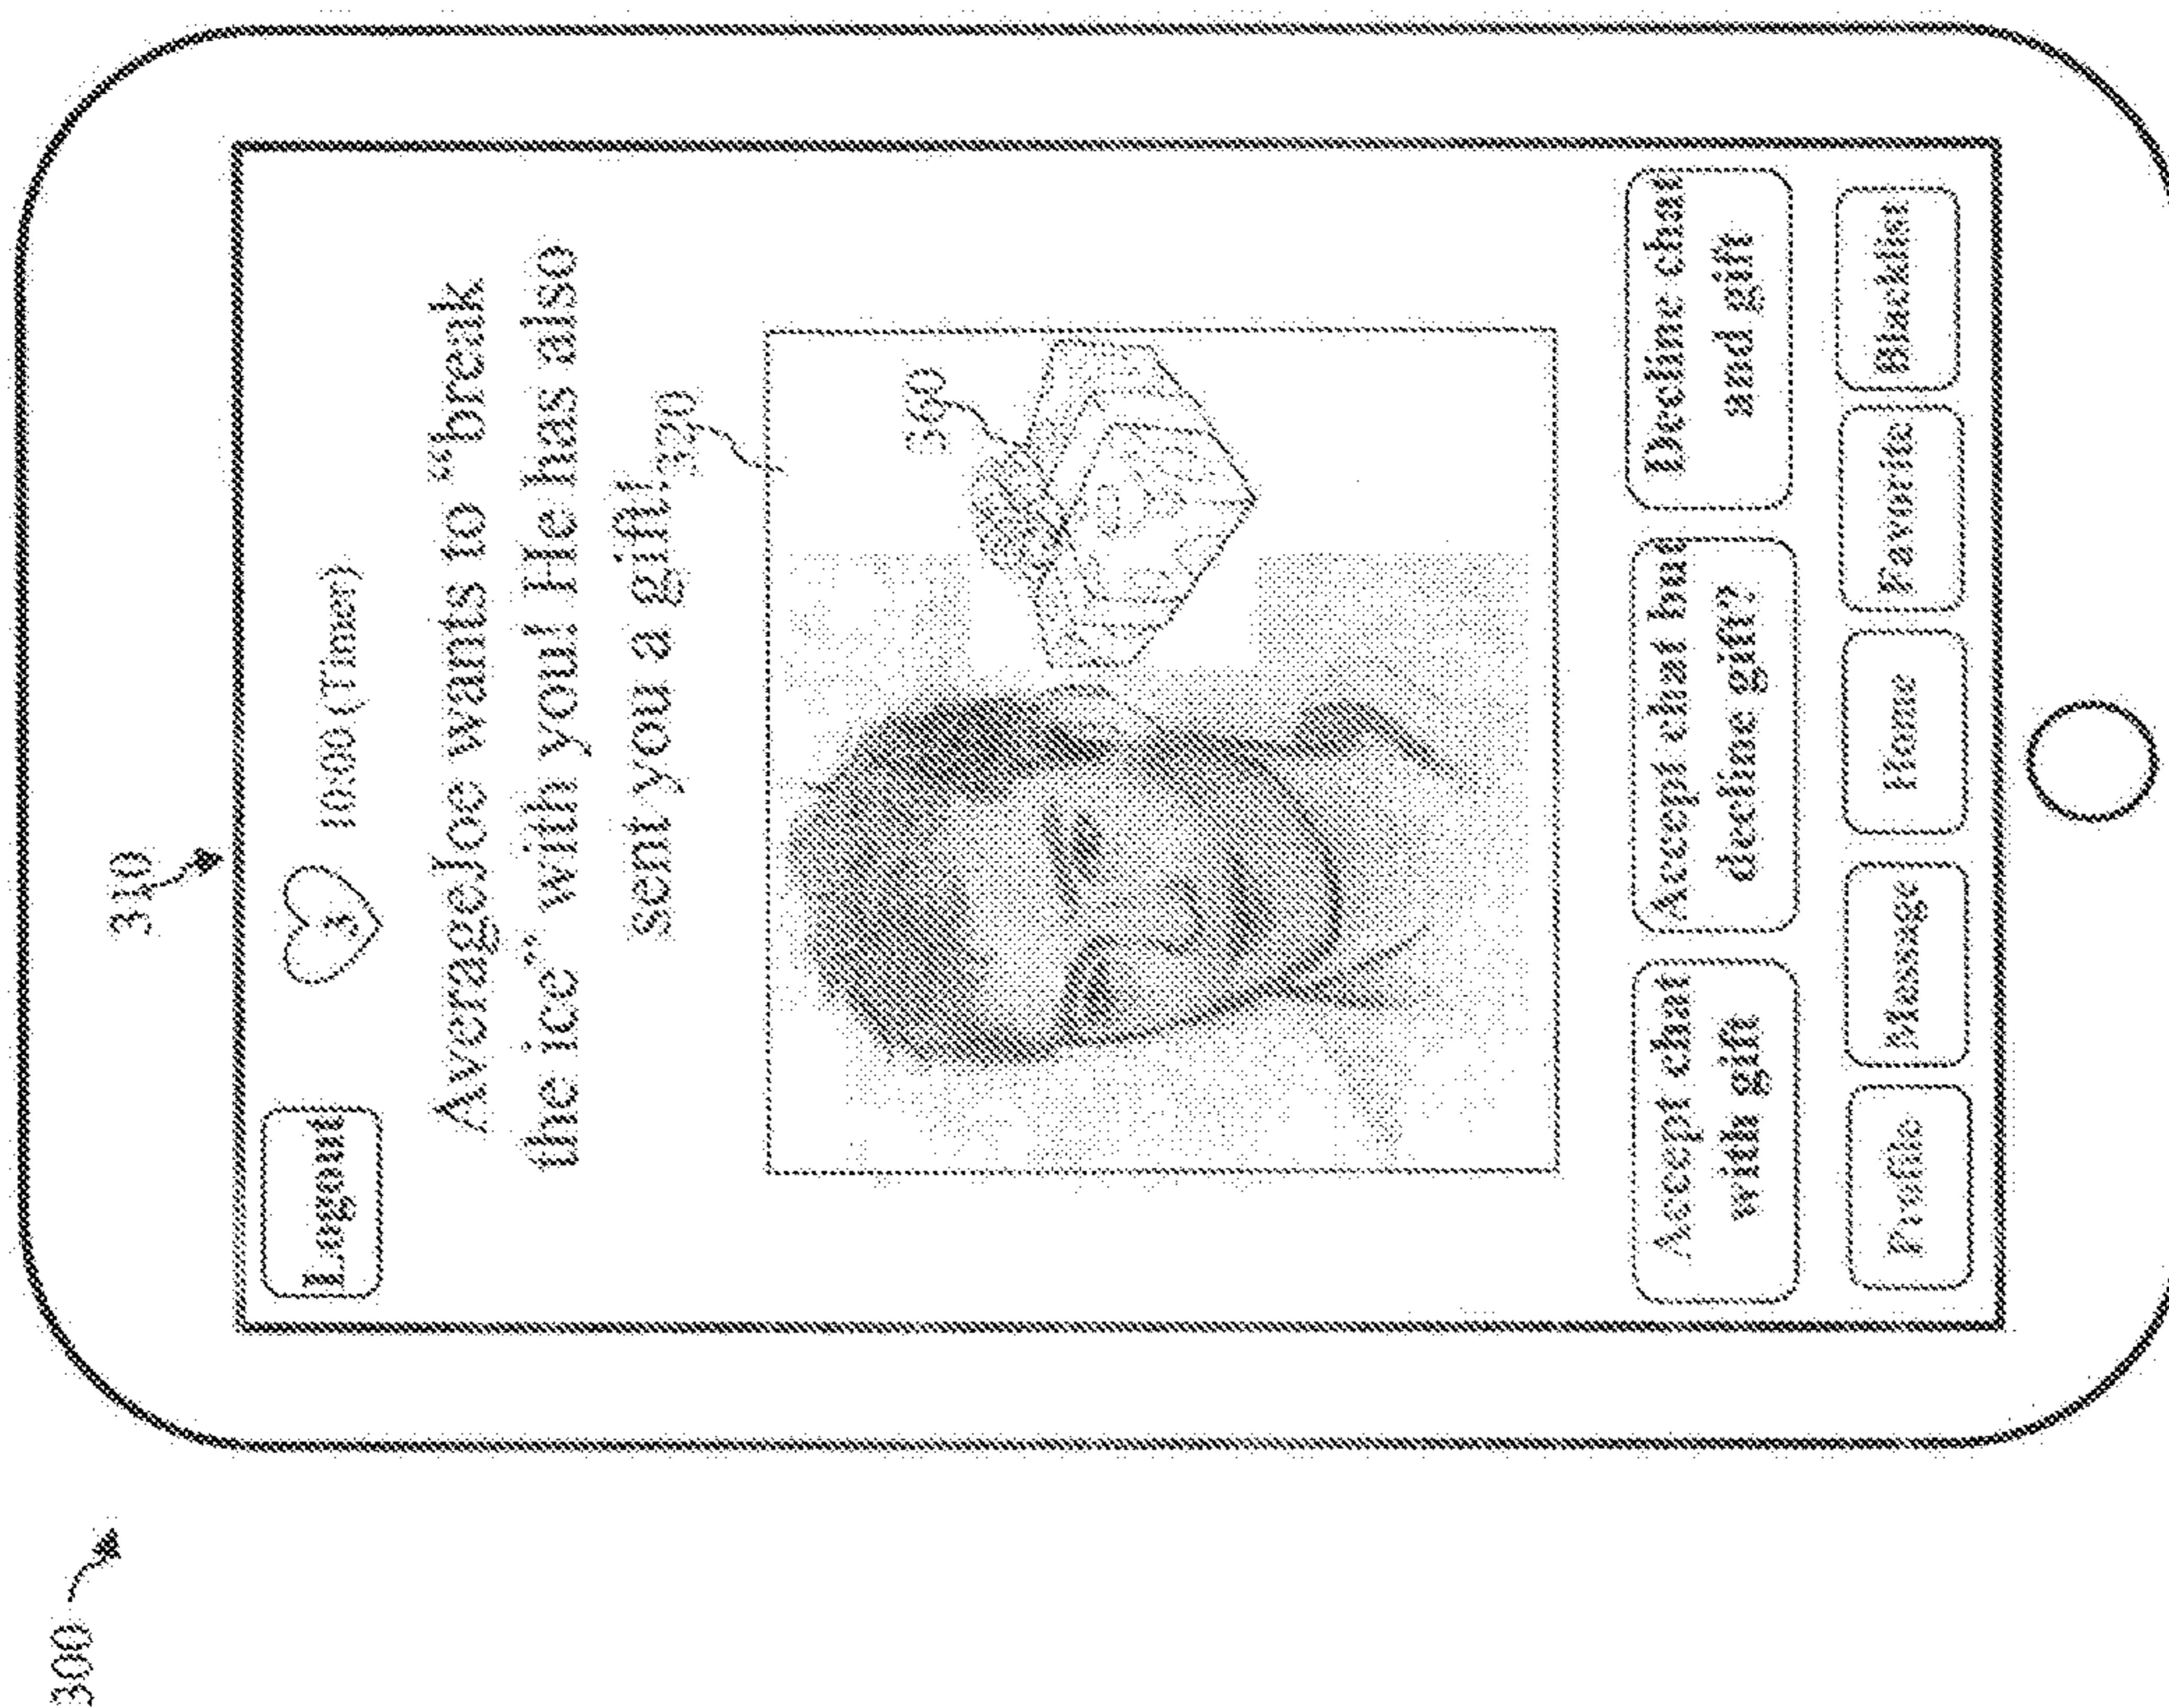 300
310
Logout
3
10:00 (Timer)
AverageJoe wants to "break
the ice" with you! He has also
sent you a gift!
320
360
Accept chat
with gift
Accept chat but
decline gift?
Decline chat
and gift
Profile
Message
Home
Favorite
Blacklist